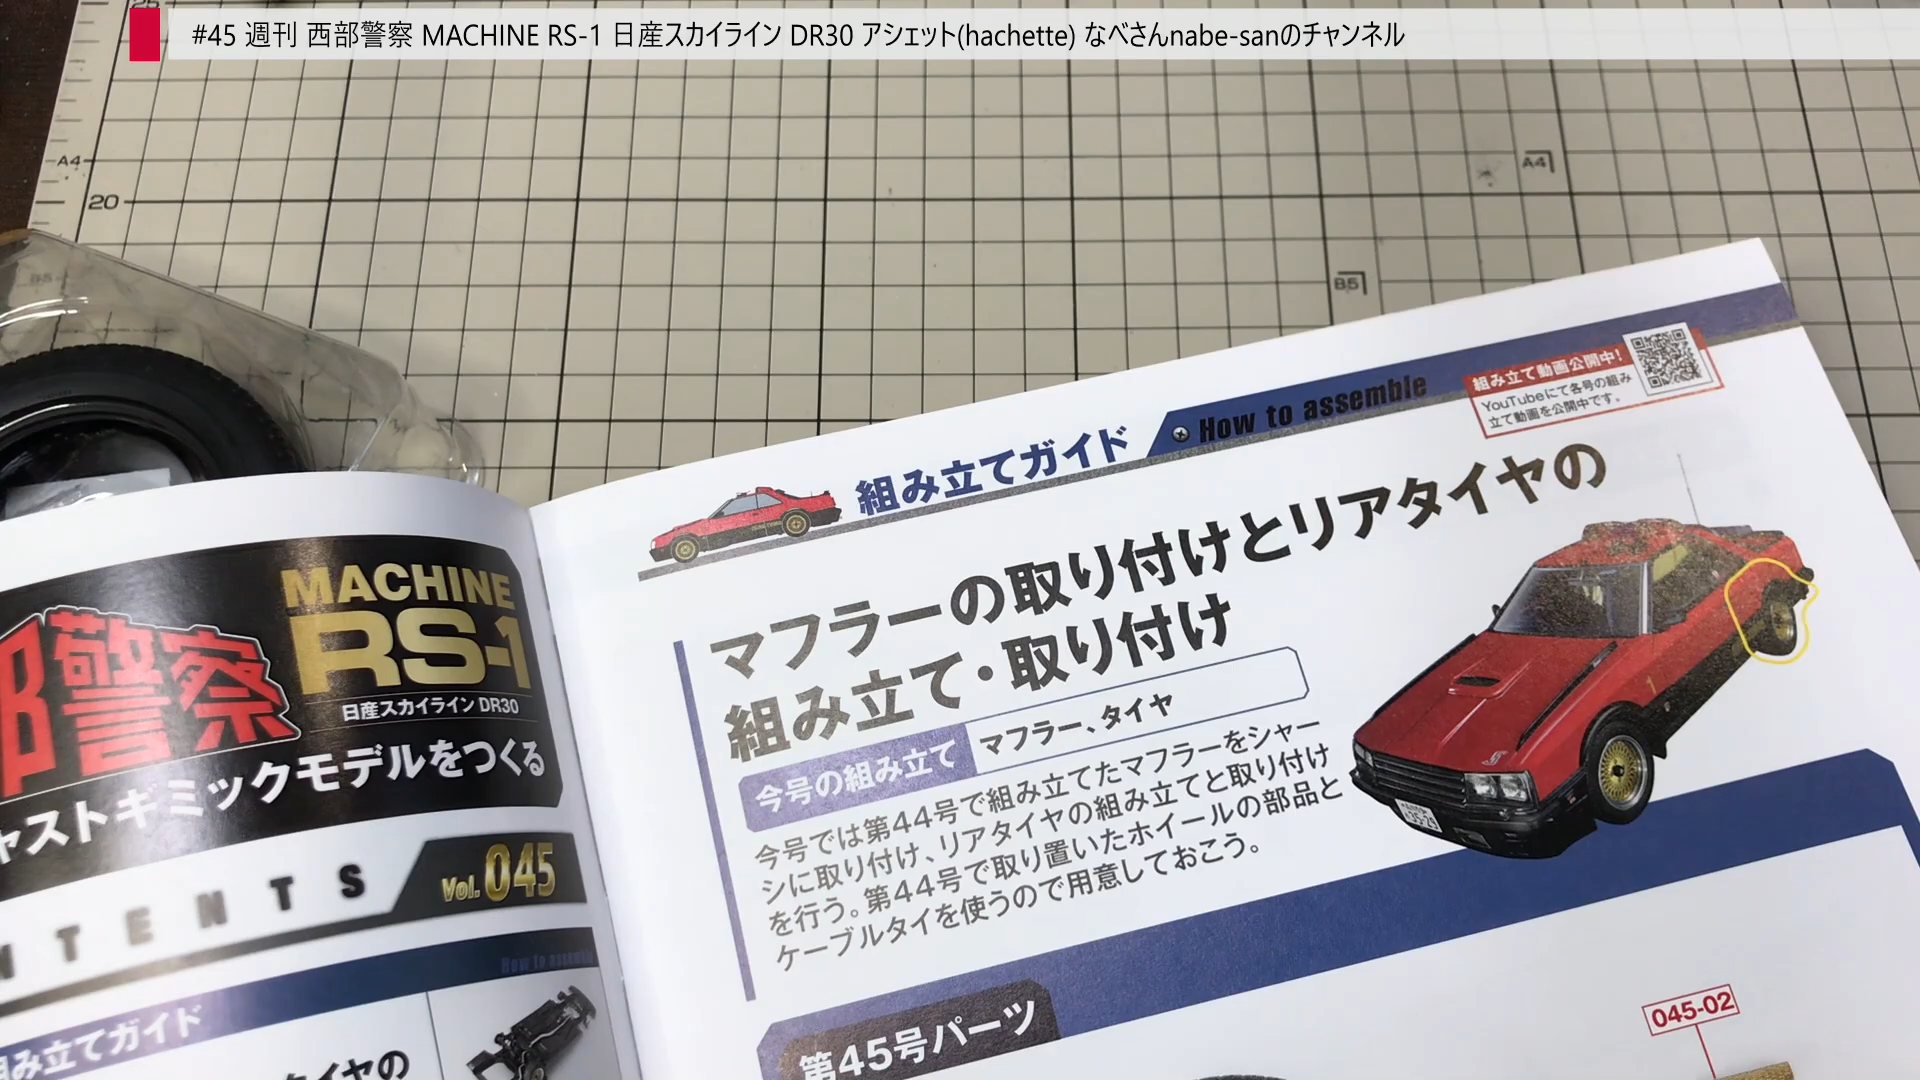 #45 週刊 西部警察 MACHINE RS-1 日産スカイライン DR30 アシェット(hachette) なべさんnabe-sanのチャンネル
A4
20
A4
B5
B5
組み立て動画公開中!
YouTubeにて各号の組み
立て動画を公開中です。
How to assemble
組み立てガイド
マフラーの取り付けとリアタイヤの
組み立て・取り付け
今号の組み立て マフラー、タイヤ
今号では第44号で組み立てたマフラーをシャー
シに取り付け、リアタイヤの組み立てと取り付け
を行う。第44号で取り置いたホイールの部品と
ケーブルタイを使うので用意しておこう。
第45号パーツ
045-02
MACHINE
RS-1
部警察
日産スカイライン DR30
ャストギミックモデルをつくる
NTENTS
Vol.045
How to assemble
組み立てガイド
タイヤの